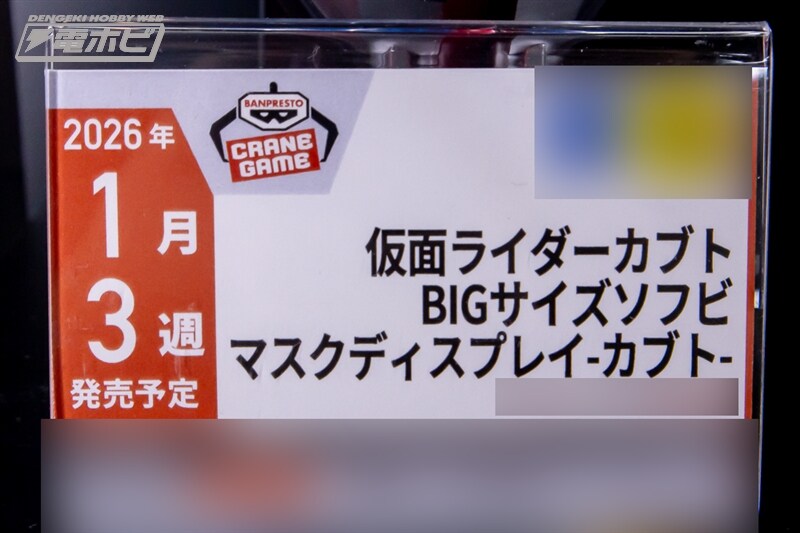 DENGEKI HOBBY WEB
電ホビ
2026年
1月
3週
発売予定
BANPRESTO
CRANE
GAME
仮面ライダーカブト
BIGサイズソフビ
マスクディスプレイ-カブト-